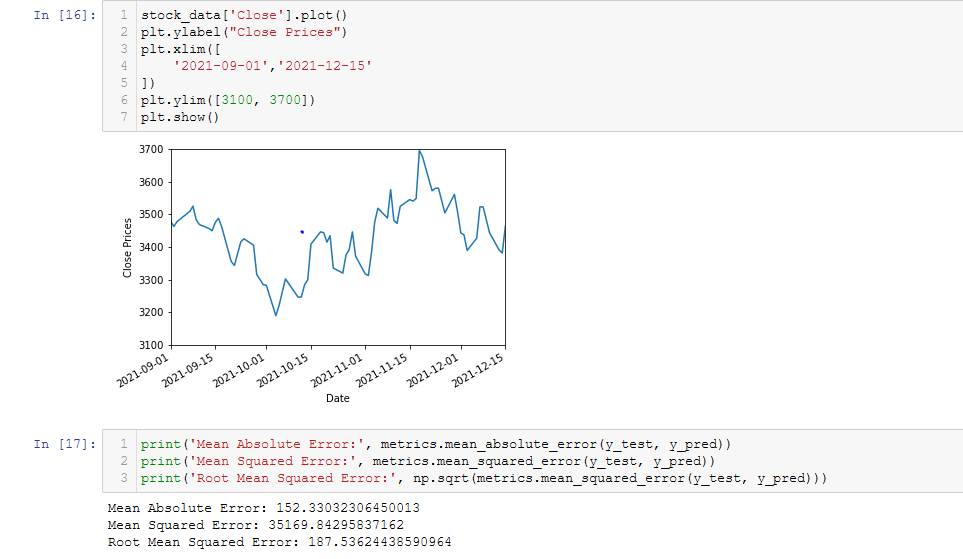 In [16]:
1 stock_data['Close'].plot()
2 plt.ylabel("Close Prices")
3 plt.xlim([
4     '2021-09-01','2021-12-15'
5 ])
6 plt.ylim([3100, 3700])
7 plt.show()
3700
3600
3500
3400
3300
3200
3100
Close Prices
2021-09-01 2021-09-15 2021-10-01 2021-10-15 2021-11-01 2021-11-15 2021-12-01 2021-12-15
Date
In [17]:
1 print('Mean Absolute Error:', metrics.mean_absolute_error(y_test, y_pred))
2 print('Mean Squared Error:', metrics.mean_squared_error(y_test, y_pred))
3 print('Root Mean Squared Error:', np.sqrt(metrics.mean_squared_error(y_test, y_pred)))
Mean Absolute Error: 152.33032306450013
Mean Squared Error: 35169.84295837162
Root Mean Squared Error: 187.53624438590964